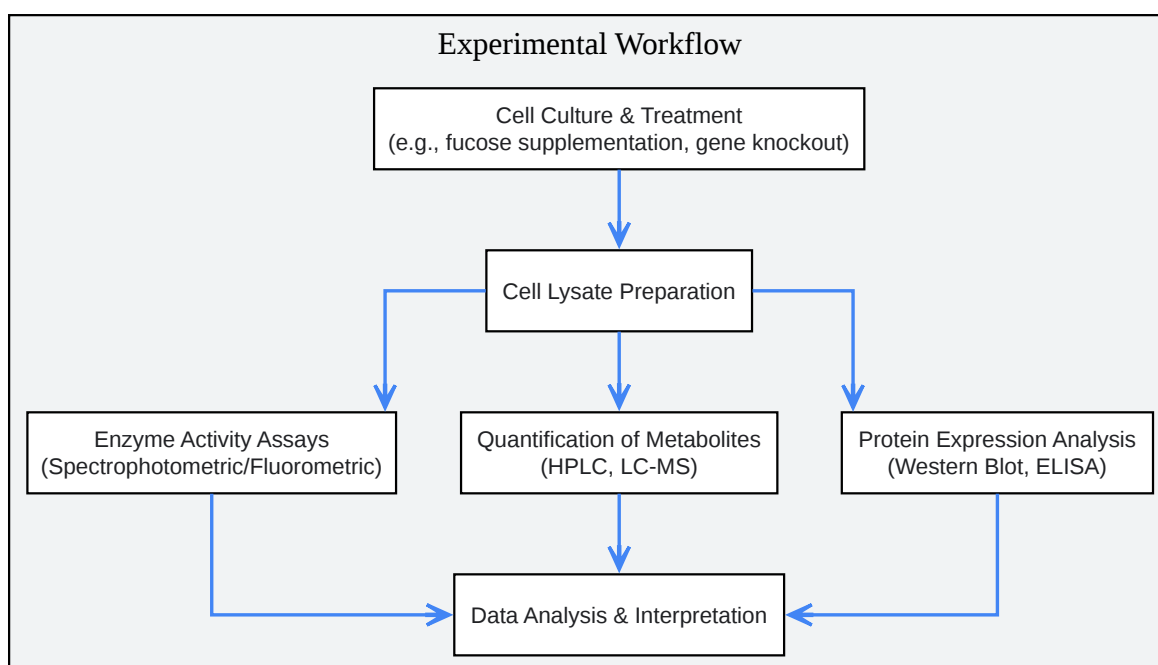 Experimental Workflow
Cell Culture & Treatment
(e.g., fucose supplementation, gene knockout)
Cell Lysate Preparation
Enzyme Activity Assays
(Spectrophotometric/Fluorometric)
Quantification of Metabolites
(HPLC, LC-MS)
Protein Expression Analysis
(Western Blot, ELISA)
Data Analysis & Interpretation